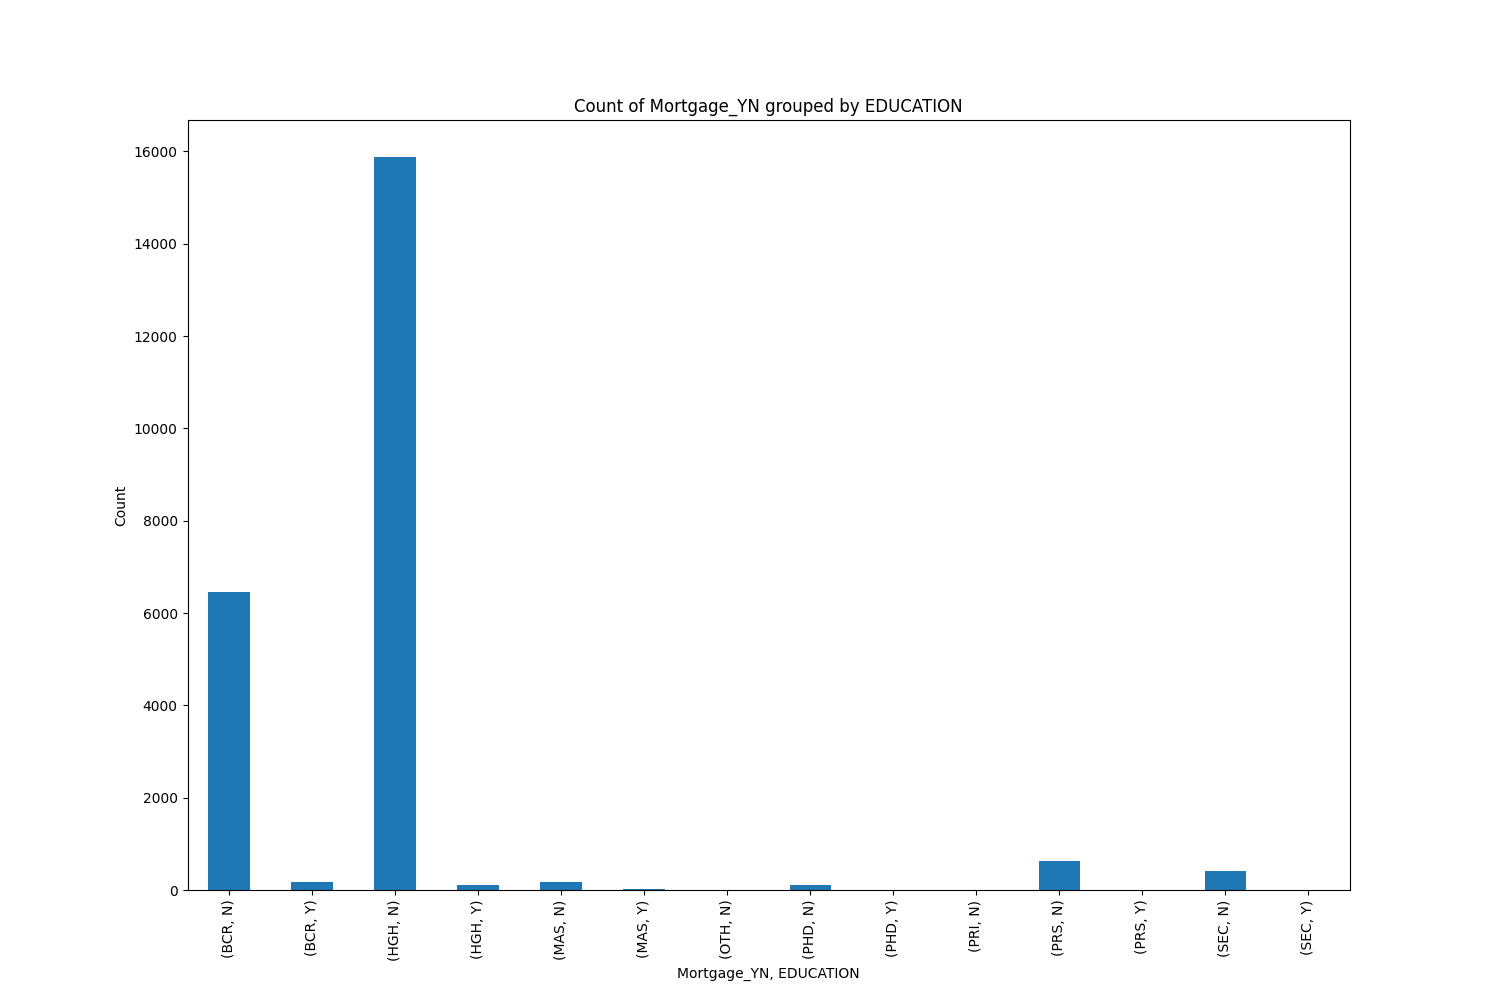 Count of Mortgage_YN grouped by EDUCATION
16000
14000
12000
10000
8000
6000
4000
2000
0
Count
(BCR, N)
(BCR, Y)
(HGH, N)
(HGH, Y)
(MAS, N)
(MAS, Y)
(OTH, N)
(PHD, N)
(PHD, Y)
(PRI, N)
(PRS, N)
(PRS, Y)
(SEC, N)
(SEC, Y)
Mortgage_YN, EDUCATION